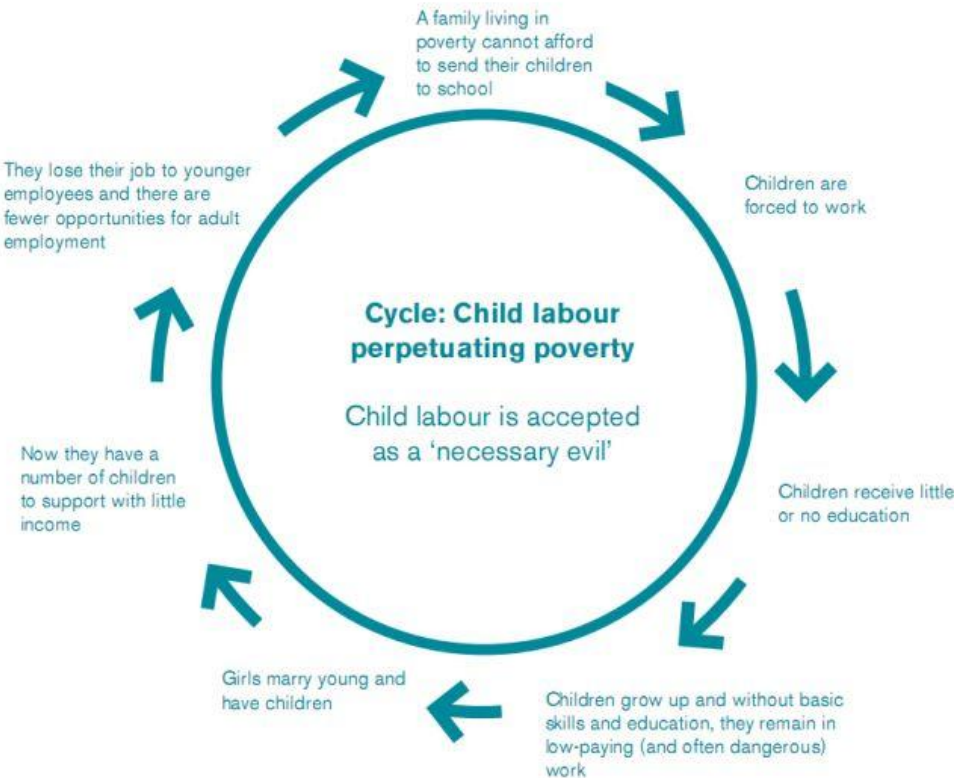 A family living in
poverty cannot afford
to send their children
to school
Children are
forced to work
Children receive little
or no education
Children grow up and without basic
skills and education, they remain in
low-paying (and often dangerous)
work
Girls marry young and
have children
Now they have a
number of children
to support with little
income
They lose their job to younger
employees and there are
fewer opportunities for adult
employment
Cycle: Child labour
perpetuating poverty
Child labour is accepted
as a ‘necessary evil’